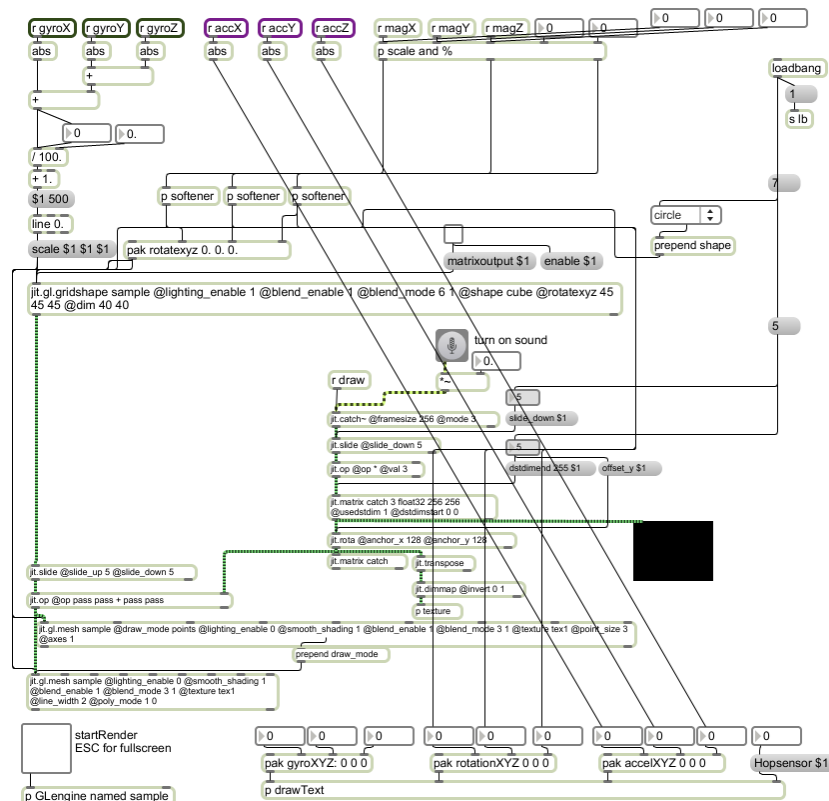 r gyroX r gyroY r gyroZ r accX r accY r accZ r magX r magY r magZ 0 0 0 0 0
abs abs abs abs abs abs p scale and %
+
+
loadbang
1
s lb
0 0.
/ 100.
+ 1.
$1 500
p softener p softener p softener
7
circle
line 0.
scale $1 $1 $1
pak rotatexyz 0. 0. 0.
prepend shape
matrixoutput $1 enable $1
jit.gl.gridshape sample @lighting_enable 1 @blend_enable 1 @blend_mode 6 1 @shape cube @rotatexyz 45
45 45 @dim 40 40
5
turn on sound
0.
r draw
*~
5
jit.catch~ @framesize 256 @mode 3
slide_down $1
jit.slide @slide_down 5
5
jit.op @op * @val 3
dstdimend 255 $1 offset_y $1
jit.matrix catch 3 float32 256 256
@usedstdim 1 @dstdimstart 0 0
jit.rota @anchor_x 128 @anchor_y 128
jit.matrix catch
jit.transpose
jit.slide @slide_up 5 @slide_down 5
jit.dimmap @invert 0 1
jit.op @op pass pass + pass pass
p texture
jit.gl.mesh sample @draw_mode points @lighting_enable 0 @smooth_shading 1 @blend_enable 1 @blend_mode 3 1 @texture tex1 @point_size 3
@axes 1
prepend draw_mode
jit.gl.mesh sample @lighting_enable 0 @smooth_shading 1
@blend_enable 1 @blend_mode 3 1 @texture tex1
@line_width 2 @poly_mode 1 0
startRender
ESC for fullscreen
0 0 0 0 0 0 0 0 0 0
pak gyroXYZ: 0 0 0 pak rotationXYZ 0 0 0 pak accelXYZ 0 0 0 Hopsensor $1
p drawText
p GLengine named sample